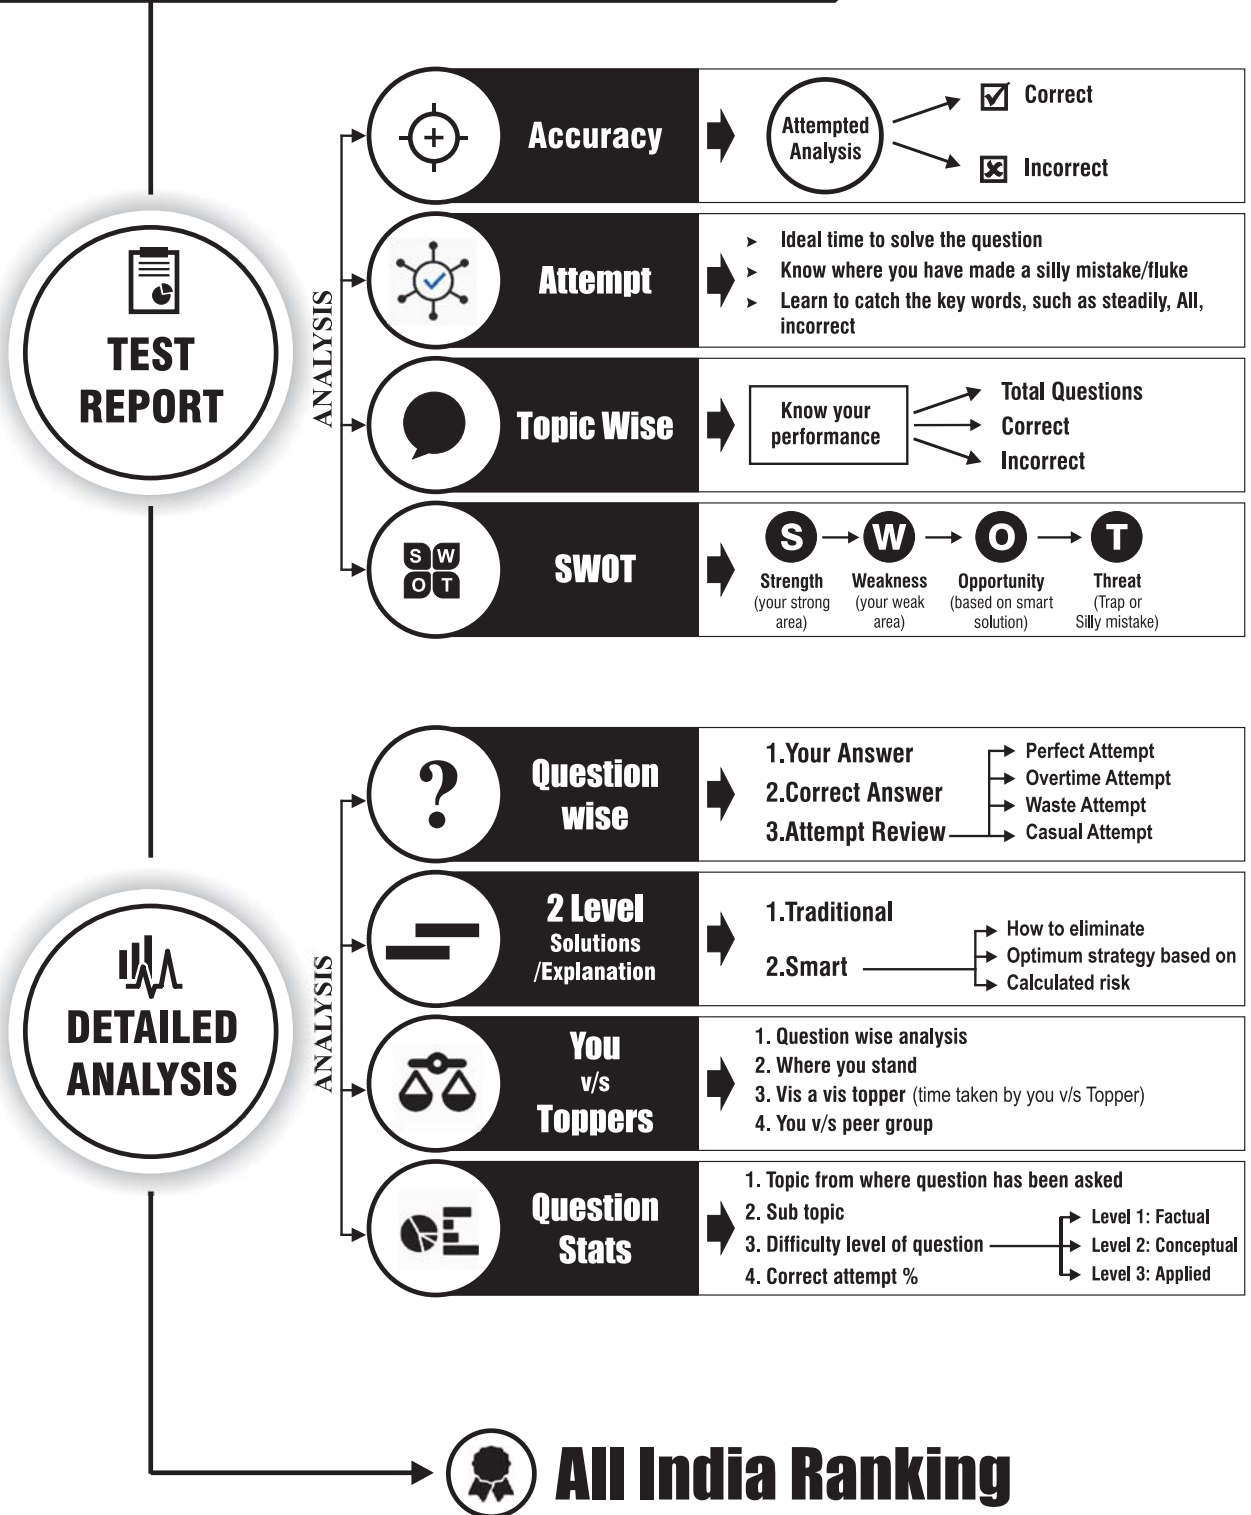 TEST
REPORT
ANALYSIS
Accuracy
Attempted
Analysis
Correct
Incorrect
Attempt
➤ Ideal time to solve the question
➤ Know where you have made a silly mistake/fluke
➤ Learn to catch the key words, such as steadily, All,
incorrect
Topic Wise
Know your
performance
Total Questions
Correct
Incorrect
S W
O T
SWOT
S W O T
Strength
(your strong
area)
Weakness
(your weak
area)
Opportunity
(based on smart
solution)
Threat
(Trap or
Silly mistake)
DETAILED
ANALYSIS
ANALYSIS
?
Question
wise
1.Your Answer
2.Correct Answer
3.Attempt Review
Perfect Attempt
Overtime Attempt
Waste Attempt
Casual Attempt
2 Level
Solutions
/Explanation
1.Traditional
2.Smart
How to eliminate
Optimum strategy based on
Calculated risk
You
v/s
Toppers
1. Question wise analysis
2. Where you stand
3. Vis a vis topper (time taken by you v/s Topper)
4. You v/s peer group
Question
Stats
1. Topic from where question has been asked
2. Sub topic
3. Difficulty level of question
4. Correct attempt %
Level 1: Factual
Level 2: Conceptual
Level 3: Applied
All India Ranking